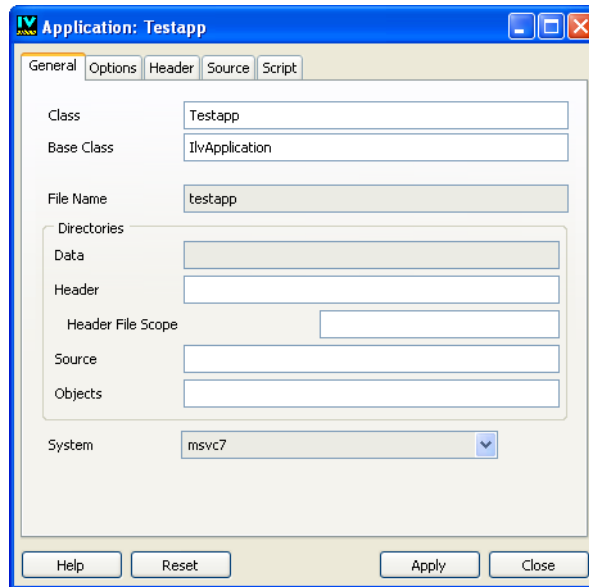 Application: Testapp
General Options Header Source Script
Class Testapp
Base Class IlvApplication
File Name testapp
Directories
Data
Header
Header File Scope
Source
Objects
System msvc7
Help Reset Apply Close